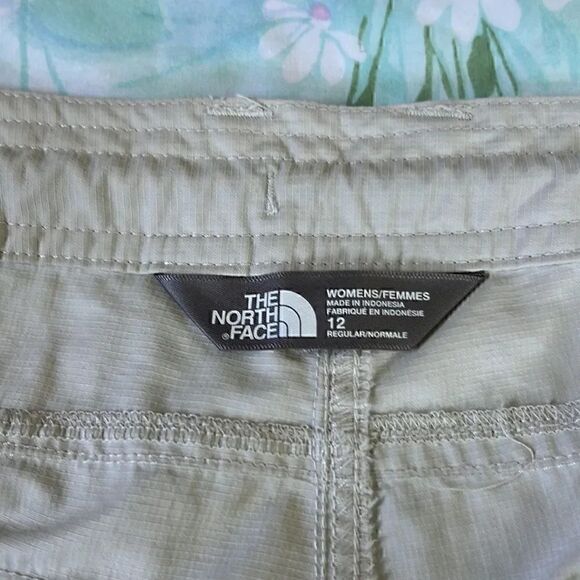 THE
NORTH
®FACE
WOMENS/FEMMES
MADE IN INDONESIA
FABRIQUÉ EN INDONÉSIE
12
REGULAR/NORMALE